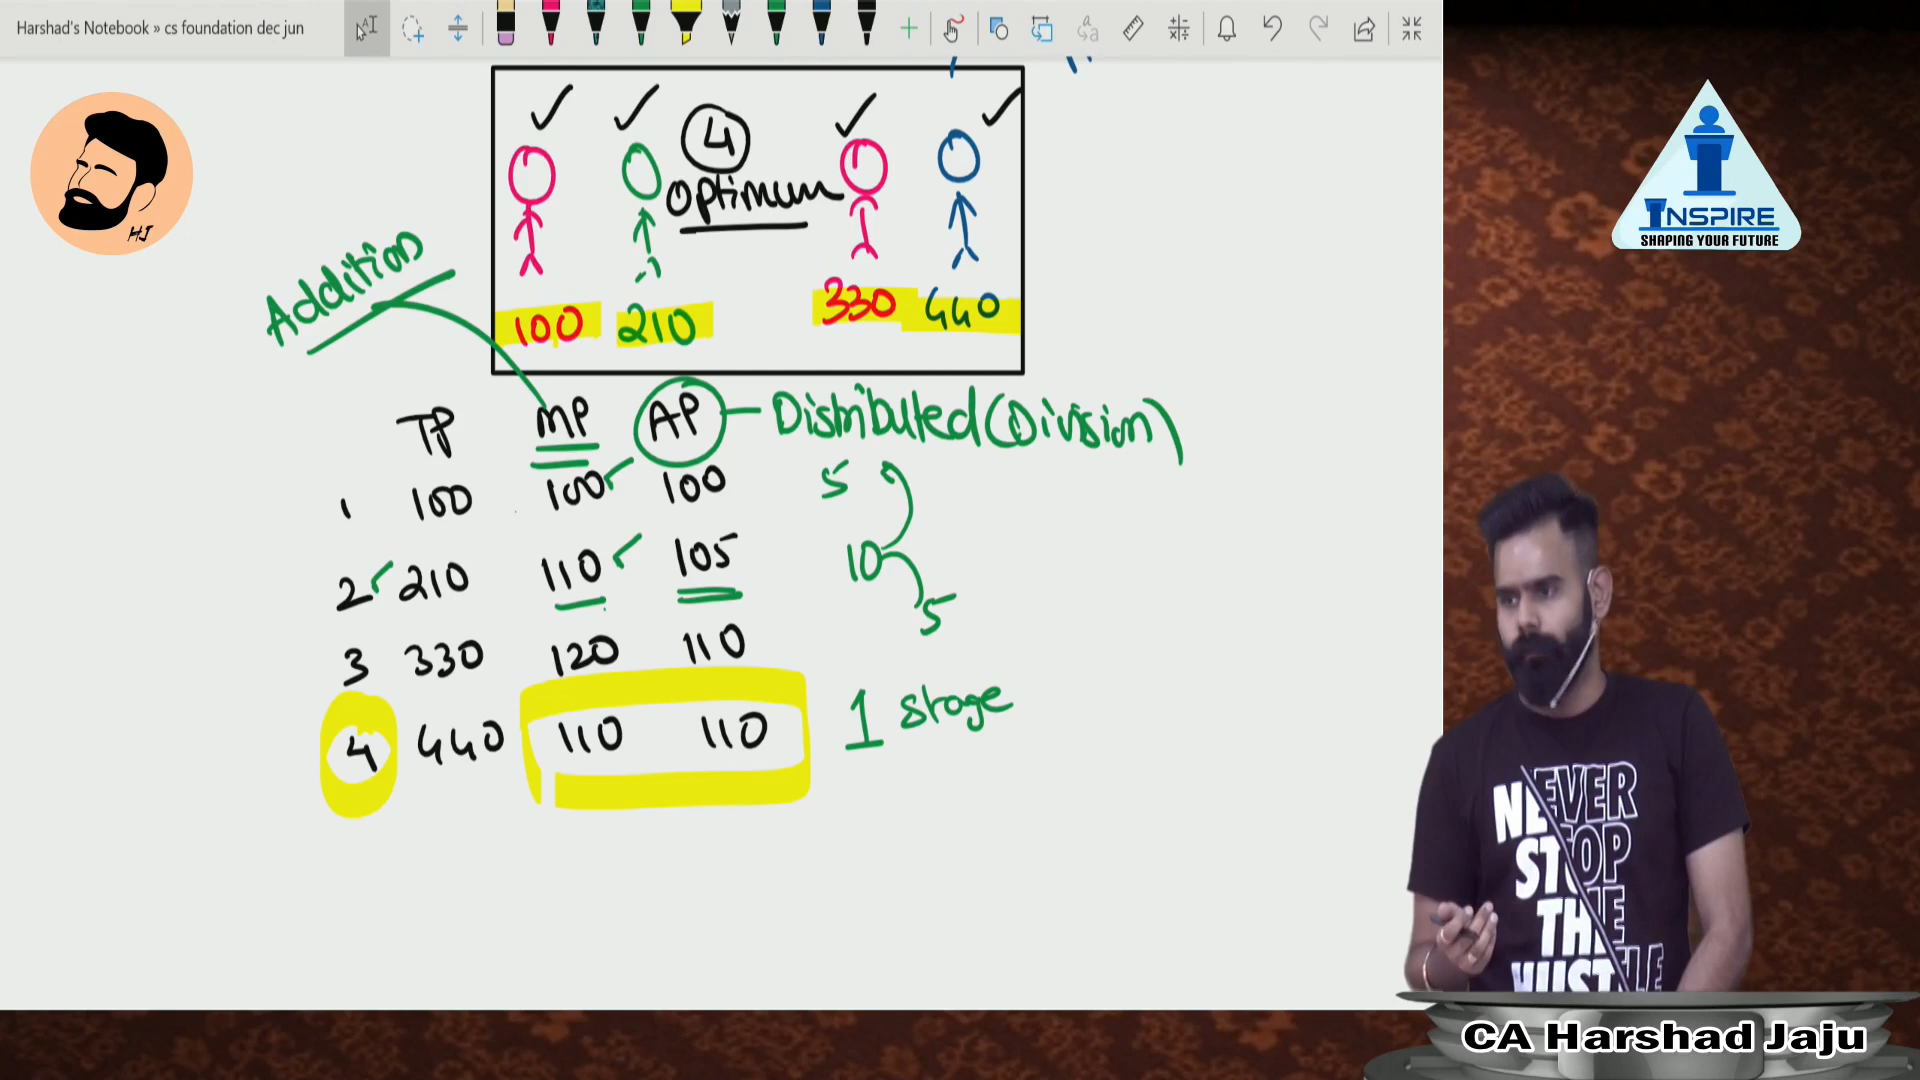 Harshad's Notebook » cs foundation dec jun
4
optimum
100 210 330 440
Addition
TP MP AP Distributed (Division)
1 100 100 100 5
2 210 110 105 10
5
3 330 120 110
4 440 110 110 1 stage
HJ
INSPIRE
SHAPING YOUR FUTURE
NEVER
STOP
THE
HUSTLE
CA Harshad Jaju